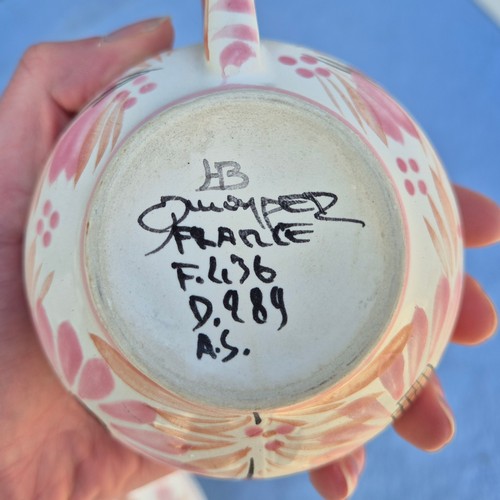 HB
QUIMPER
FRANCE
F.436
D.989
A.S.